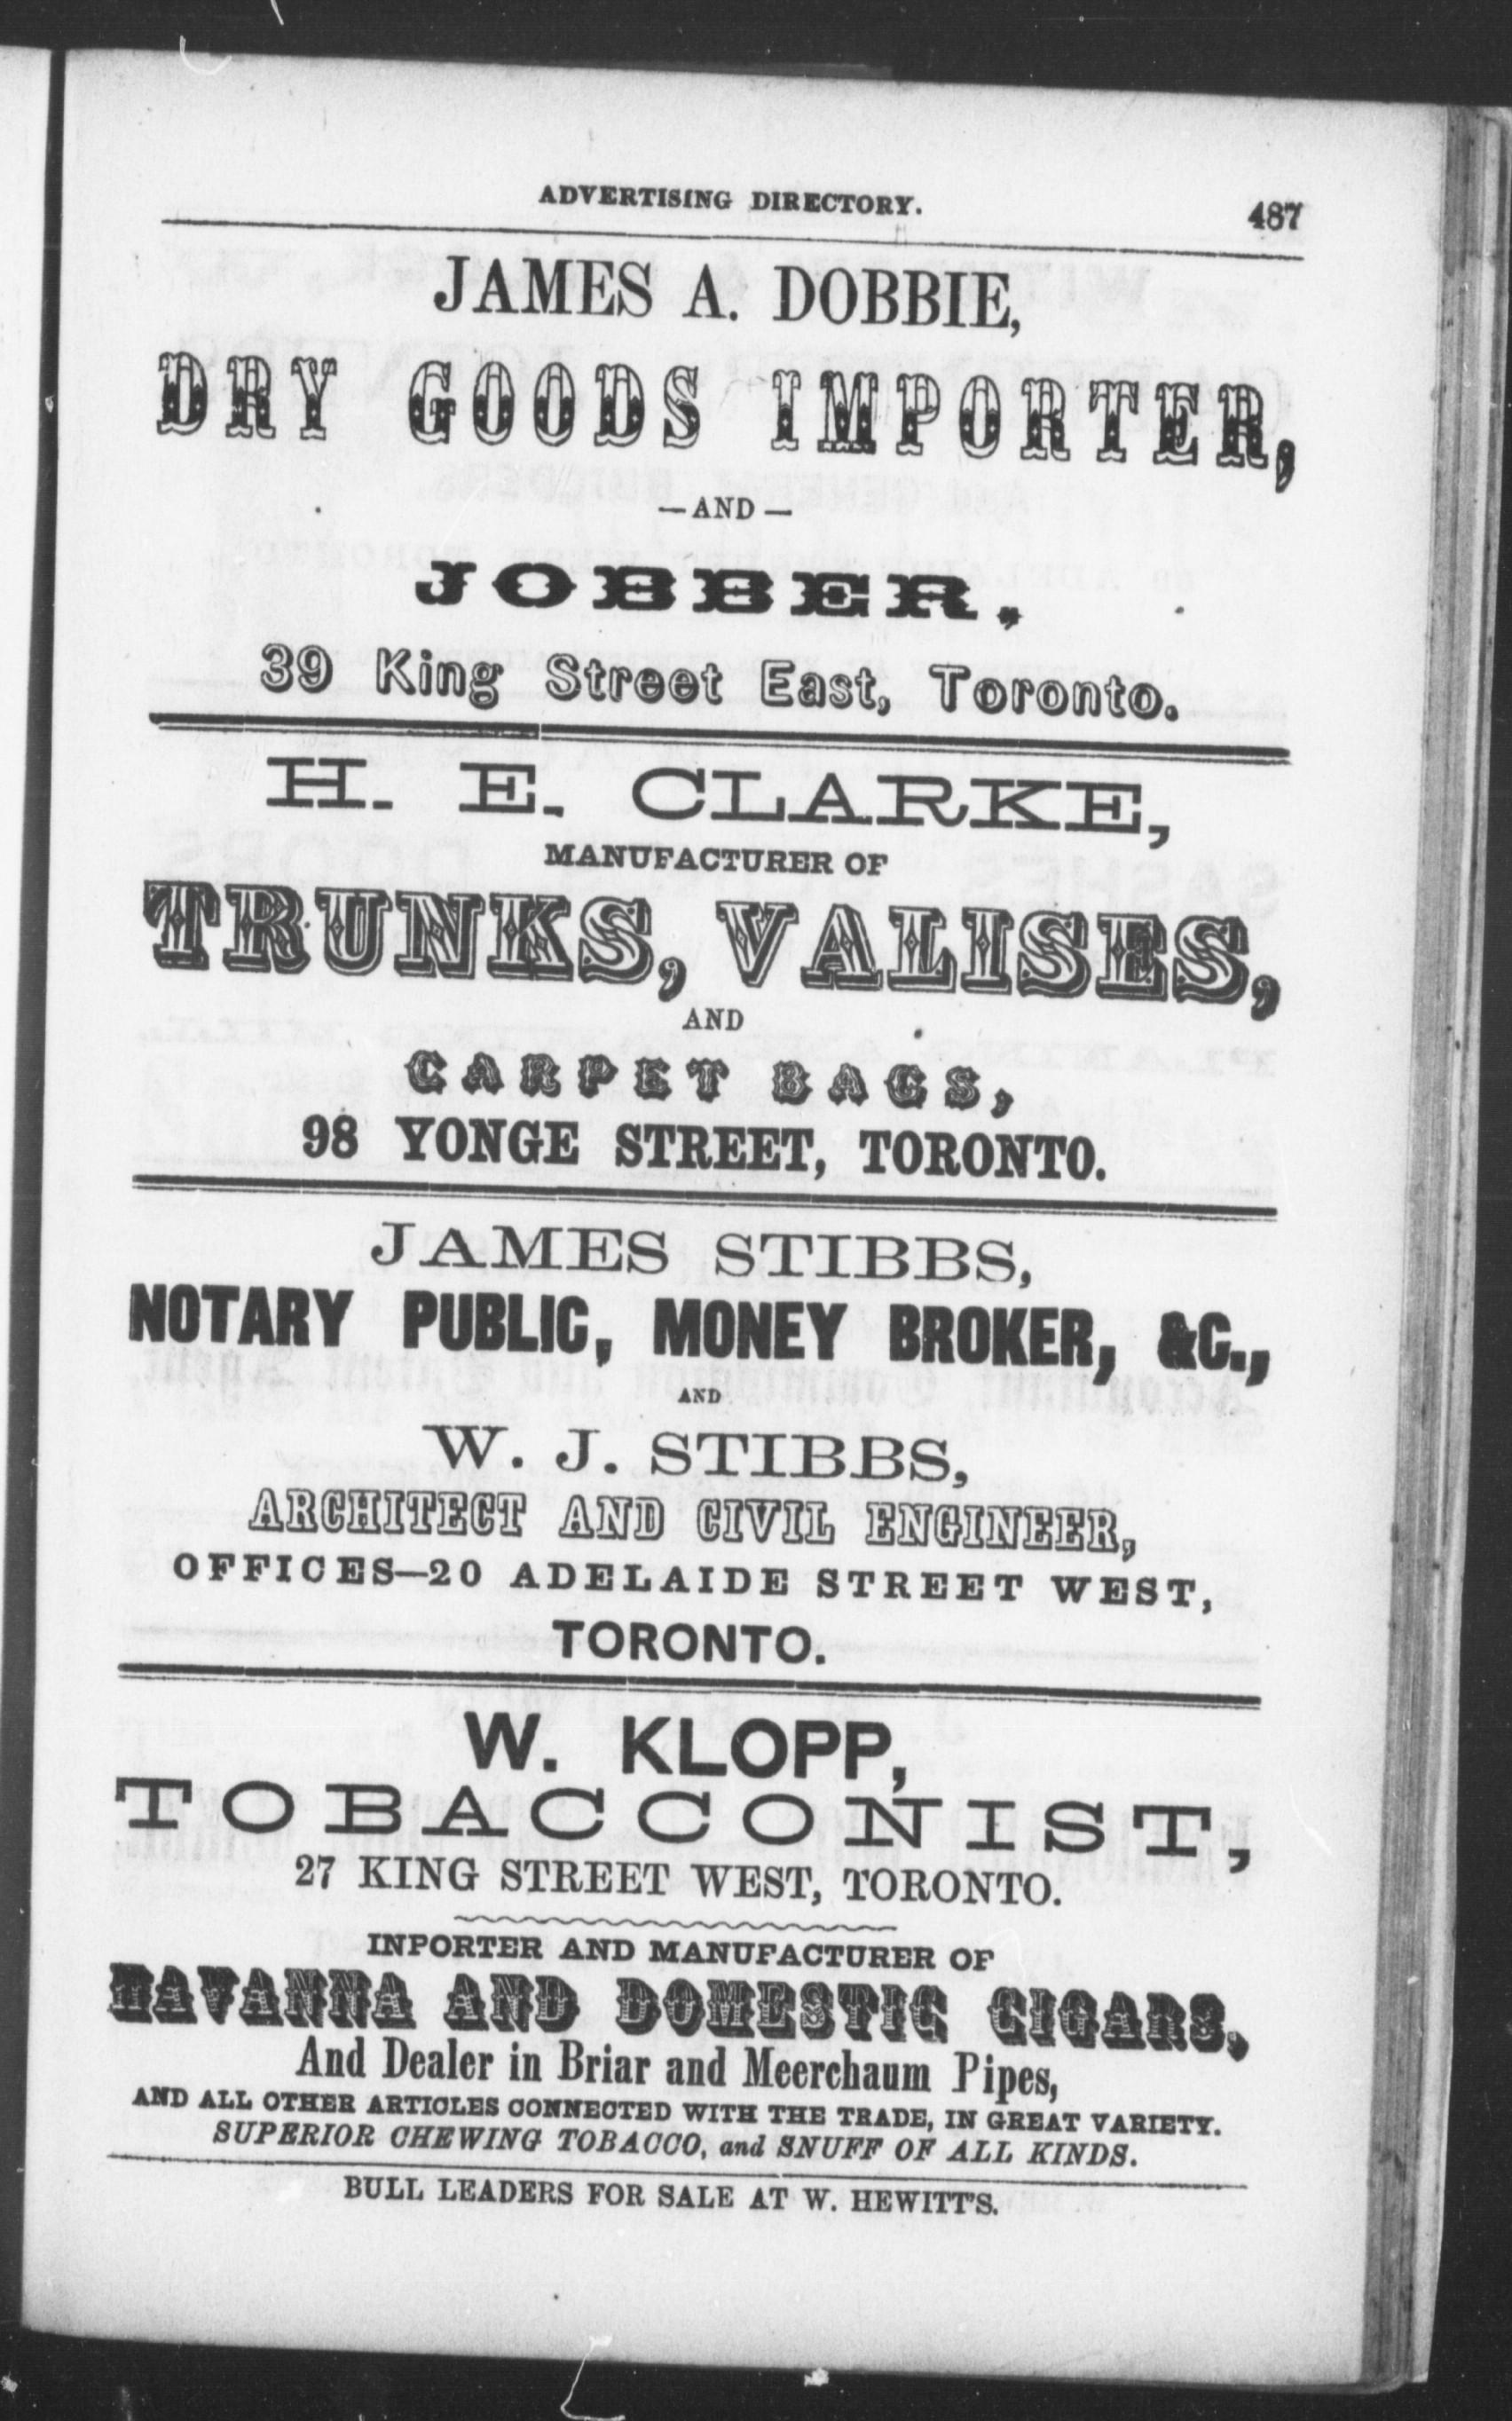 ADVERTISING DIRECTORY. 487
JAMES A. DOBBIE,
DRY GOODS IMPORTER,
—AND—
JOBBER,
39 King Street East, Toronto.
H. E. CLARKE,
MANUFACTURER OF
TRUNKS, VALISES,
AND
CARPET BAGS,
98 YONGE STREET, TORONTO.
JAMES STIBBS,
NOTARY PUBLIC, MONEY BROKER, &C.,
AND
W. J. STIBBS,
ARCHITECT AND CIVIL ENGINEER,
OFFICES—20 ADELAIDE STREET WEST,
TORONTO.
W. KLOPP,
TOBACCONIST,
27 KING STREET WEST, TORONTO.
INPORTER AND MANUFACTURER OF
HAVANNA AND DOMESTIC CIGARS,
And Dealer in Briar and Meerchaum Pipes,
AND ALL OTHER ARTICLES CONNECTED WITH THE TRADE, IN GREAT VARIETY.
SUPERIOR CHEWING TOBACCO, and SNUFF OF ALL KINDS.
BULL LEADERS FOR SALE AT W. HEWITT'S.